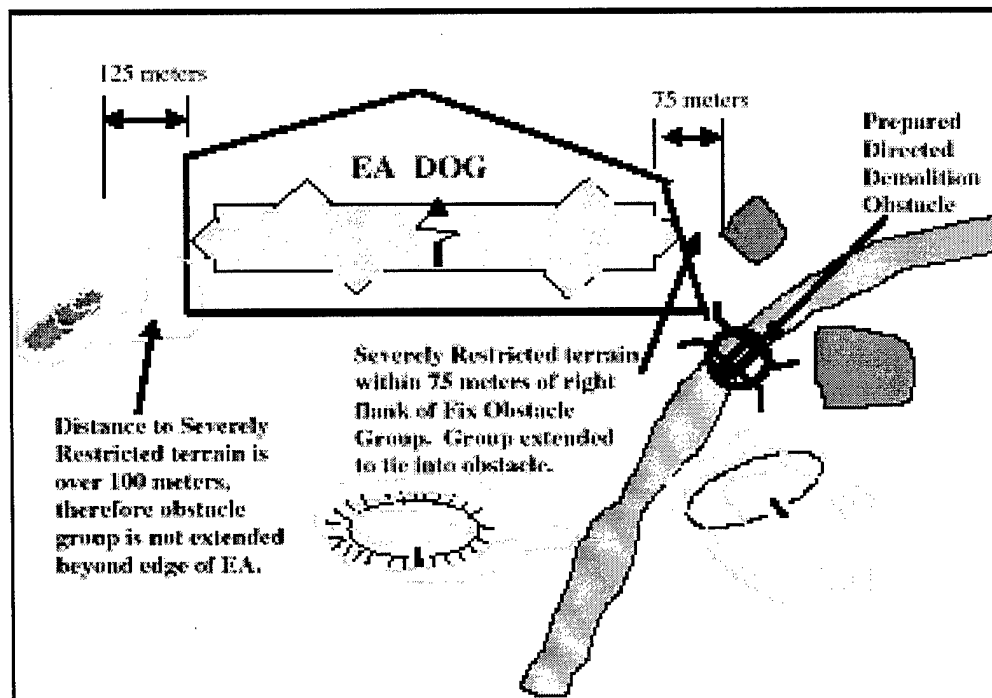 125 meters
75 meters
Prepared
Directed
Demolition
Obstacle
EA DOG
Severely Restricted terrain
within 75 meters of right
flank of Fix Obstacle
Group. Group extended
to tie into obstacle.
Distance to Severely
Restricted terrain is
over 100 meters,
therefore obstacle
group is not extended
beyond edge of EA.